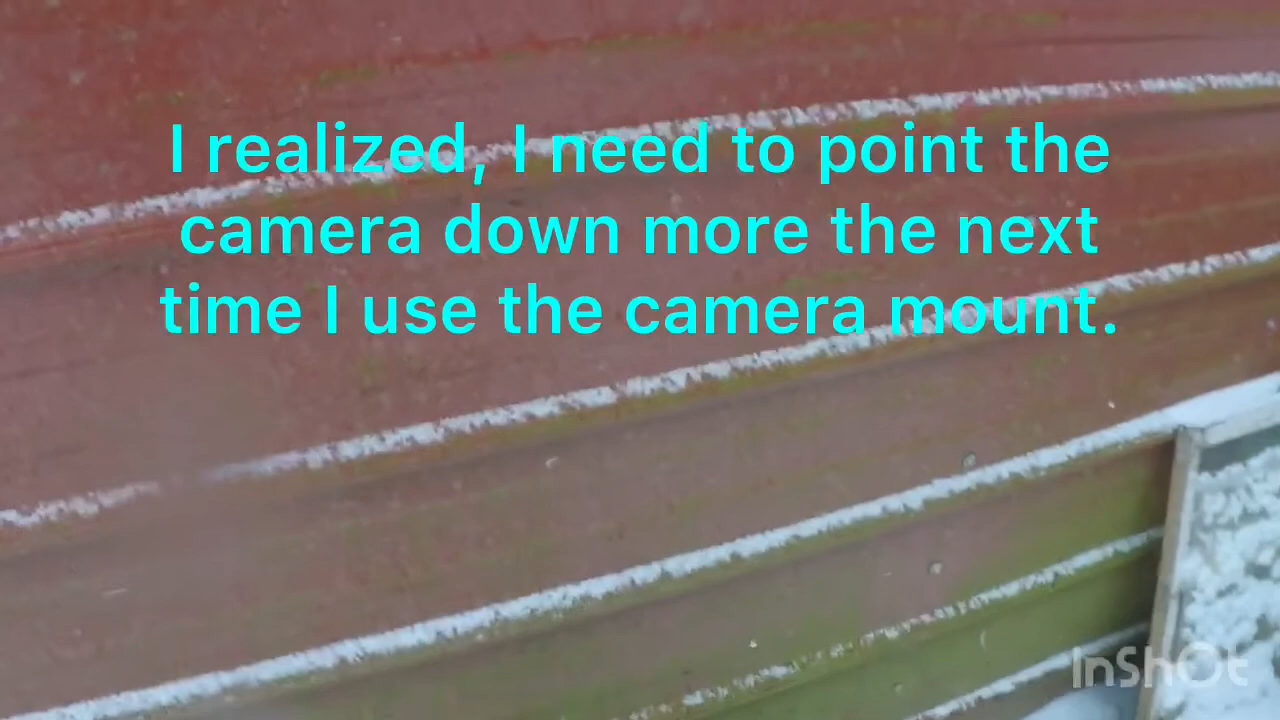 I realized, I need to point the
camera down more the next
time I use the camera mount.
InShOt